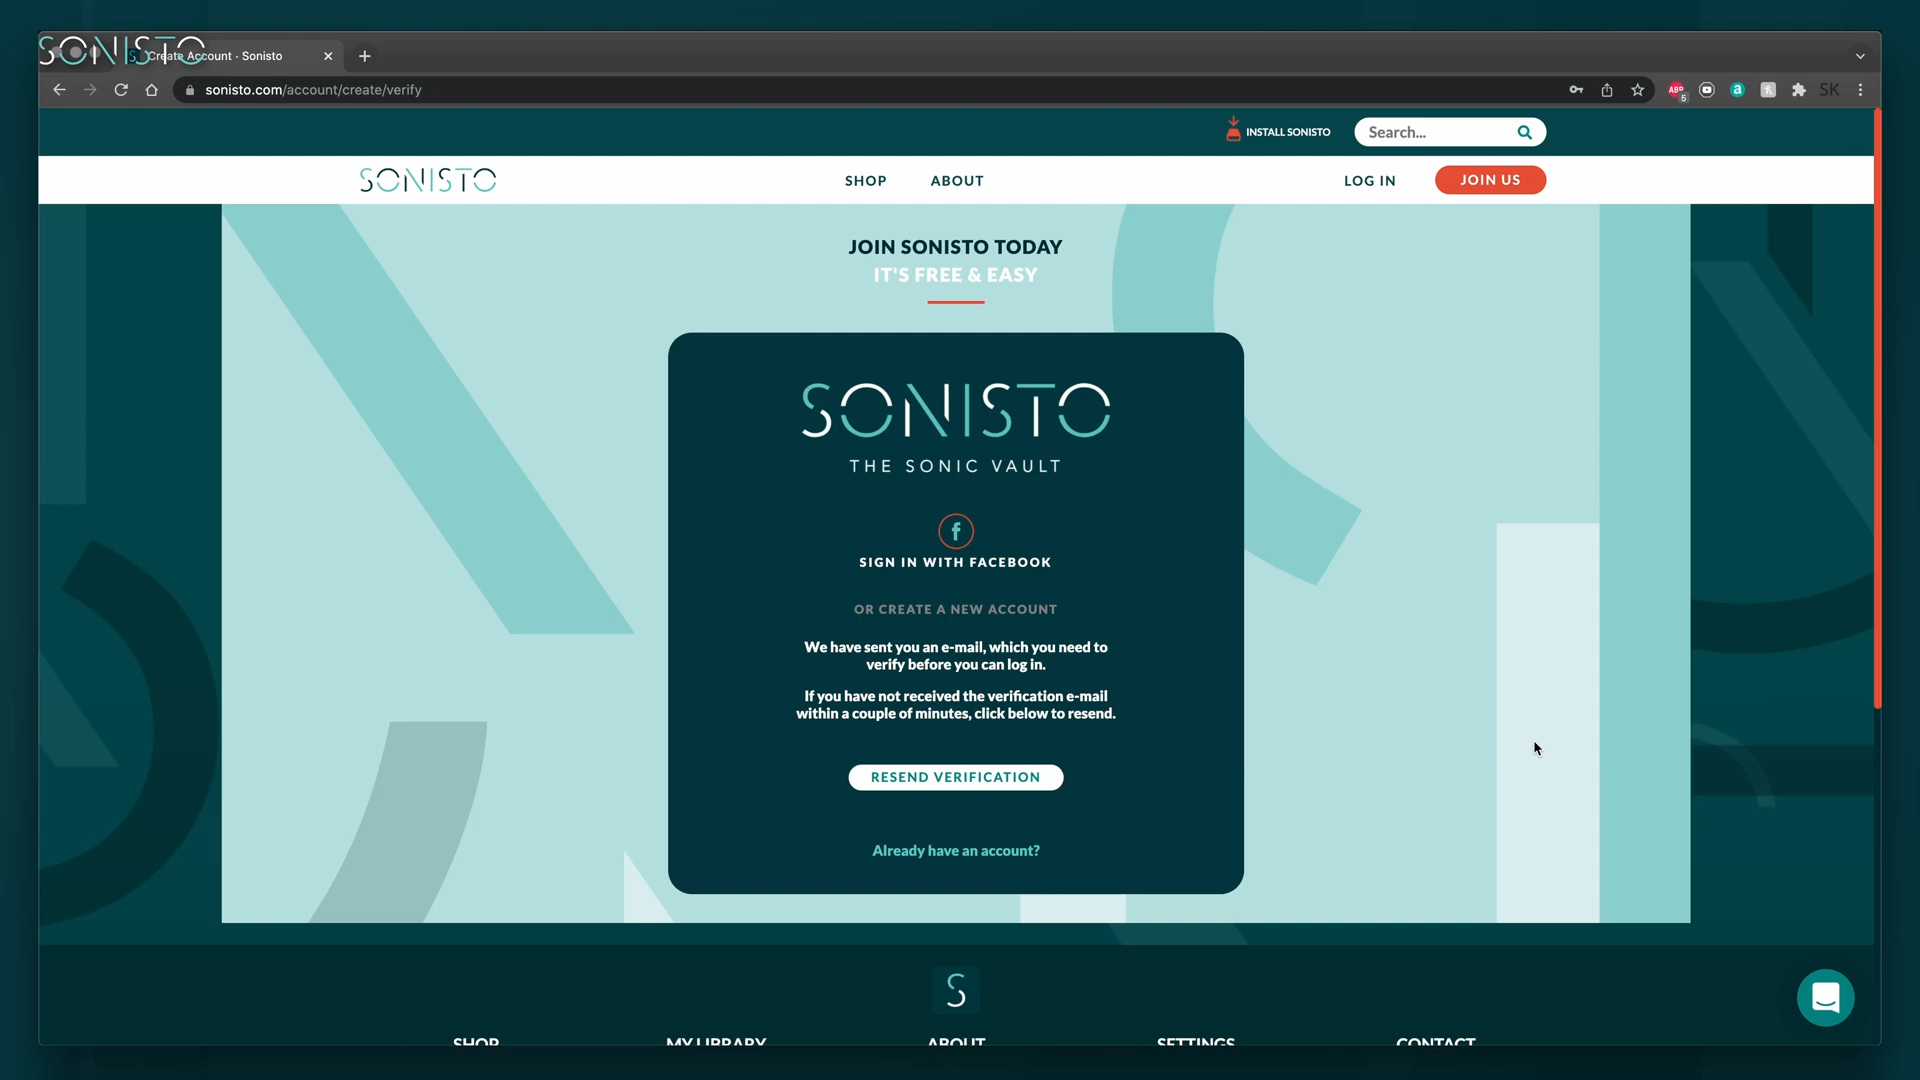 SONISTO
Create Account · Sonisto
sonisto.com/account/create/verify
ABP
5
a
SK
INSTALL SONISTO
Search...
SONISTO
SHOP
ABOUT
LOG IN
JOIN US
JOIN SONISTO TODAY
IT'S FREE & EASY
SONISTO
THE SONIC VAULT
f
SIGN IN WITH FACEBOOK
OR CREATE A NEW ACCOUNT
We have sent you an e-mail, which you need to
verify before you can log in.
If you have not received the verification e-mail
within a couple of minutes, click below to resend.
RESEND VERIFICATION
Already have an account?
S
SHOP
MY LIBRARY
ABOUT
SETTINGS
CONTACT